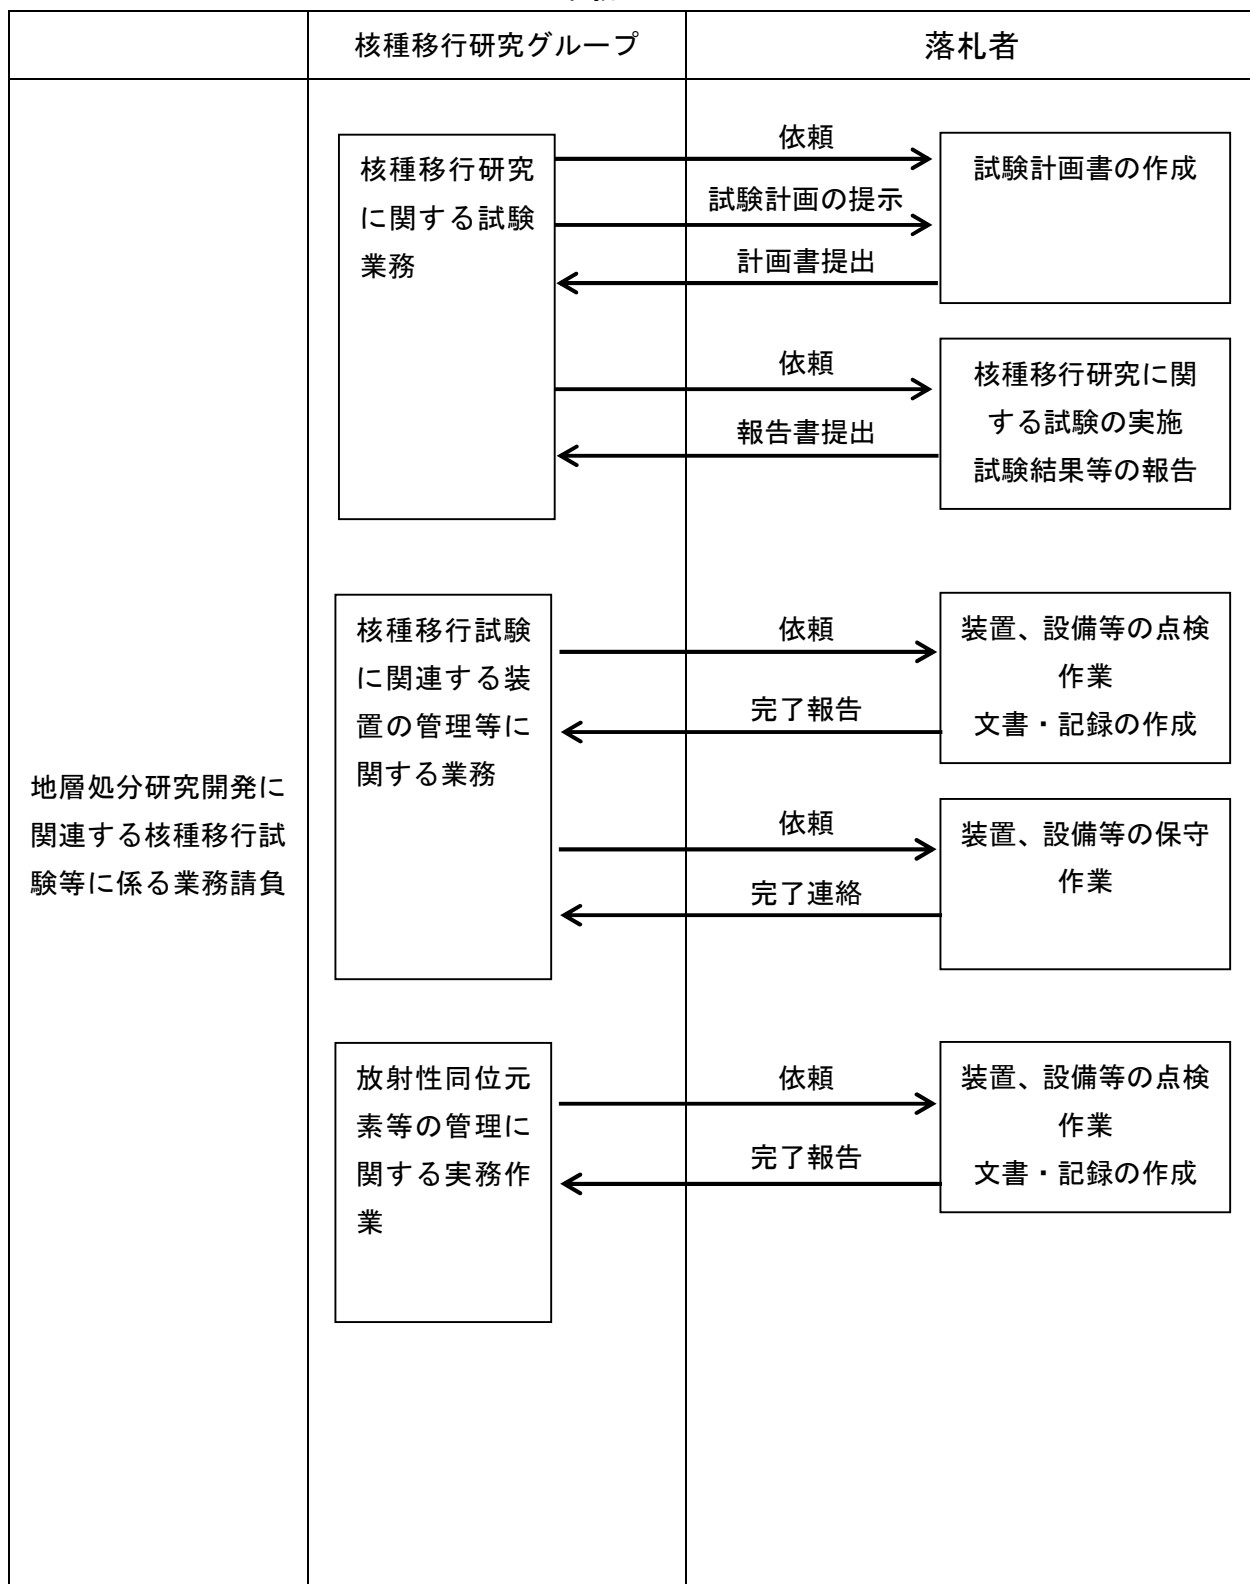 核種移行研究グループ
落札者
地層処分研究開発に
関連する核種移行試
験等に係る業務請負
核種移行研究
に関する試験
業務
依頼
試験計画の提示
計画書提出
試験計画書の作成
依頼
報告書提出
核種移行研究に関
する試験の実施
試験結果等の報告
核種移行試験
に関連する装
置の管理等に
関する業務
依頼
完了報告
装置、設備等の点検
作業
文書・記録の作成
依頼
完了連絡
装置、設備等の保守
作業
放射性同位元
素等の管理に
関する実務作
業
依頼
完了報告
装置、設備等の点検
作業
文書・記録の作成